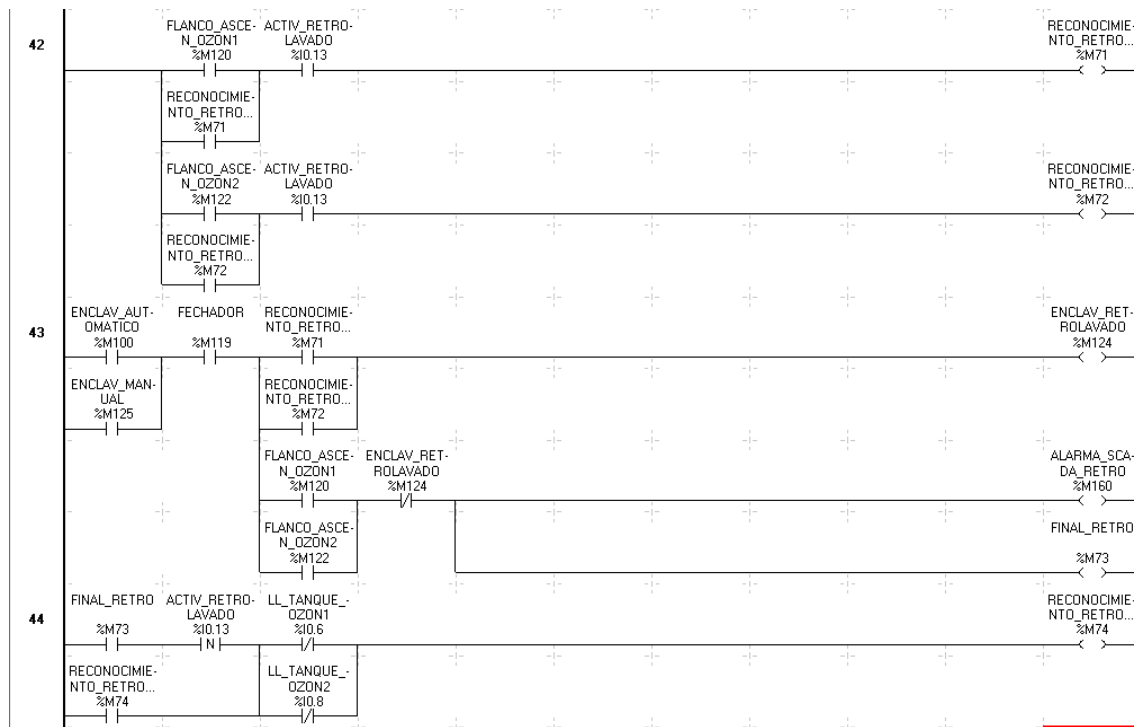 FLANCO_ASCE- ACTIV_RETRO- RECONOCIMIE-
42 N_OZON1 LAVADO NTO_RETRO...
%M120 %I0.13 %M71
RECONOCIMIE-
NTO_RETRO...
%M71
FLANCO_ASCE- ACTIV_RETRO- RECONOCIMIE-
N_OZON2 LAVADO NTO_RETRO...
%M122 %I0.13 %M72
RECONOCIMIE-
NTO_RETRO...
%M72
ENCLAV_AUT- FECHADOR RECONOCIMIE- ENCLAV_RET-
43 OMATICO NTO_RETRO... ROLAVADO
%M100 %M119 %M71 %M124
ENCLAV_MAN- RECONOCIMIE-
UAL NTO_RETRO...
%M125 %M72
FLANCO_ASCE- ENCLAV_RET- ALARMA_SCA-
N_OZON1 ROLAVADO DA_RETRO
%M120 %M124 %M160
FLANCO_ASCE- FINAL_RETRO
N_OZON2
%M122 %M73
FINAL_RETRO ACTIV_RETRO- LL_TANQUE_- RECONOCIMIE-
44 LAVADO OZON1 NTO_RETRO...
%M73 %I0.13 %I0.6 %M74
N
RECONOCIMIE- LL_TANQUE_-
NTO_RETRO... OZON2
%M74 %I0.8